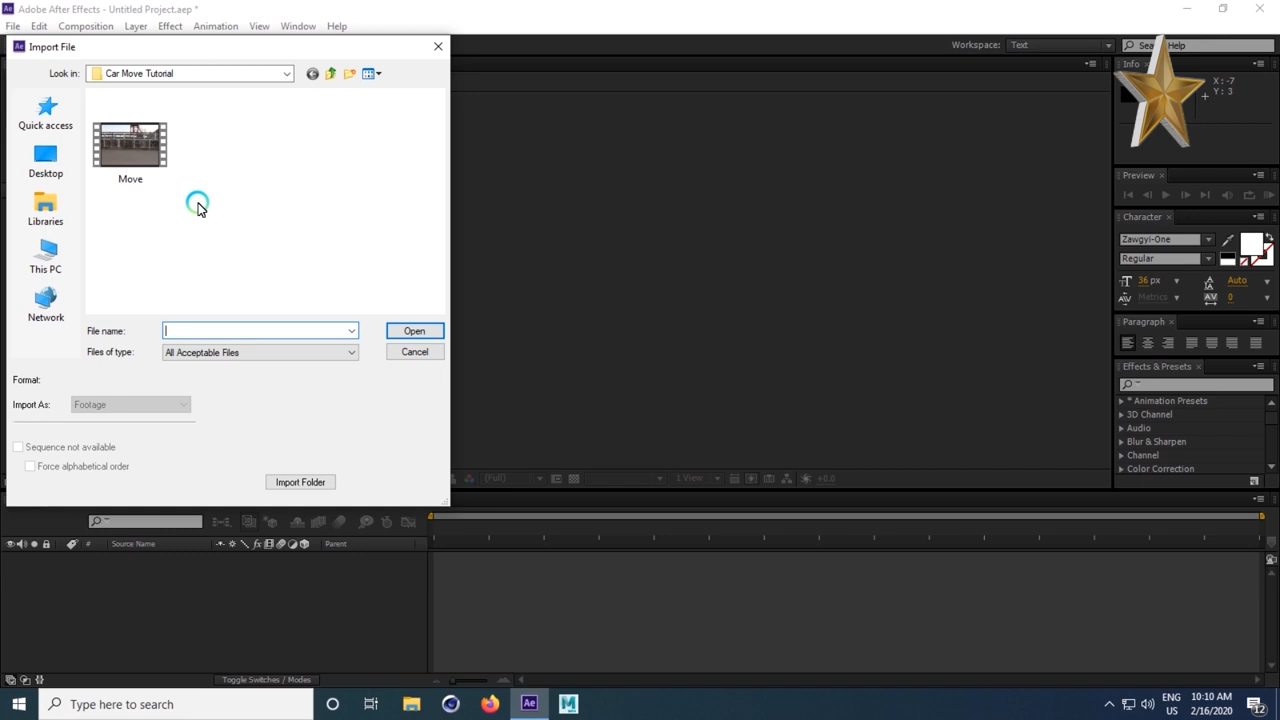 Adobe After Effects - Untitled Project.aep *
File Edit Composition Layer Effect Animation View Window Help
Import File
Workspace: Text
Look in: Car Move Tutorial
Info
X: -7
Y: 3
Quick access
Desktop
Libraries
This PC
Network
Move
Preview
Character
Zawgyi-One
Regular
36 px Auto
Metrics 0
File name: Open
Files of type: All Acceptable Files Cancel
Paragraph
Effects & Presets
Format:
Import As: Footage
* Animation Presets
3D Channel
Audio
Blur & Sharpen
Channel
Color Correction
Sequence not available
Force alphabetical order
Import Folder
(Full) 1 View +0.0
# Source Name Parent
Toggle Switches / Modes
Type here to search
ENG
US
10:10 AM
2/16/2020
12